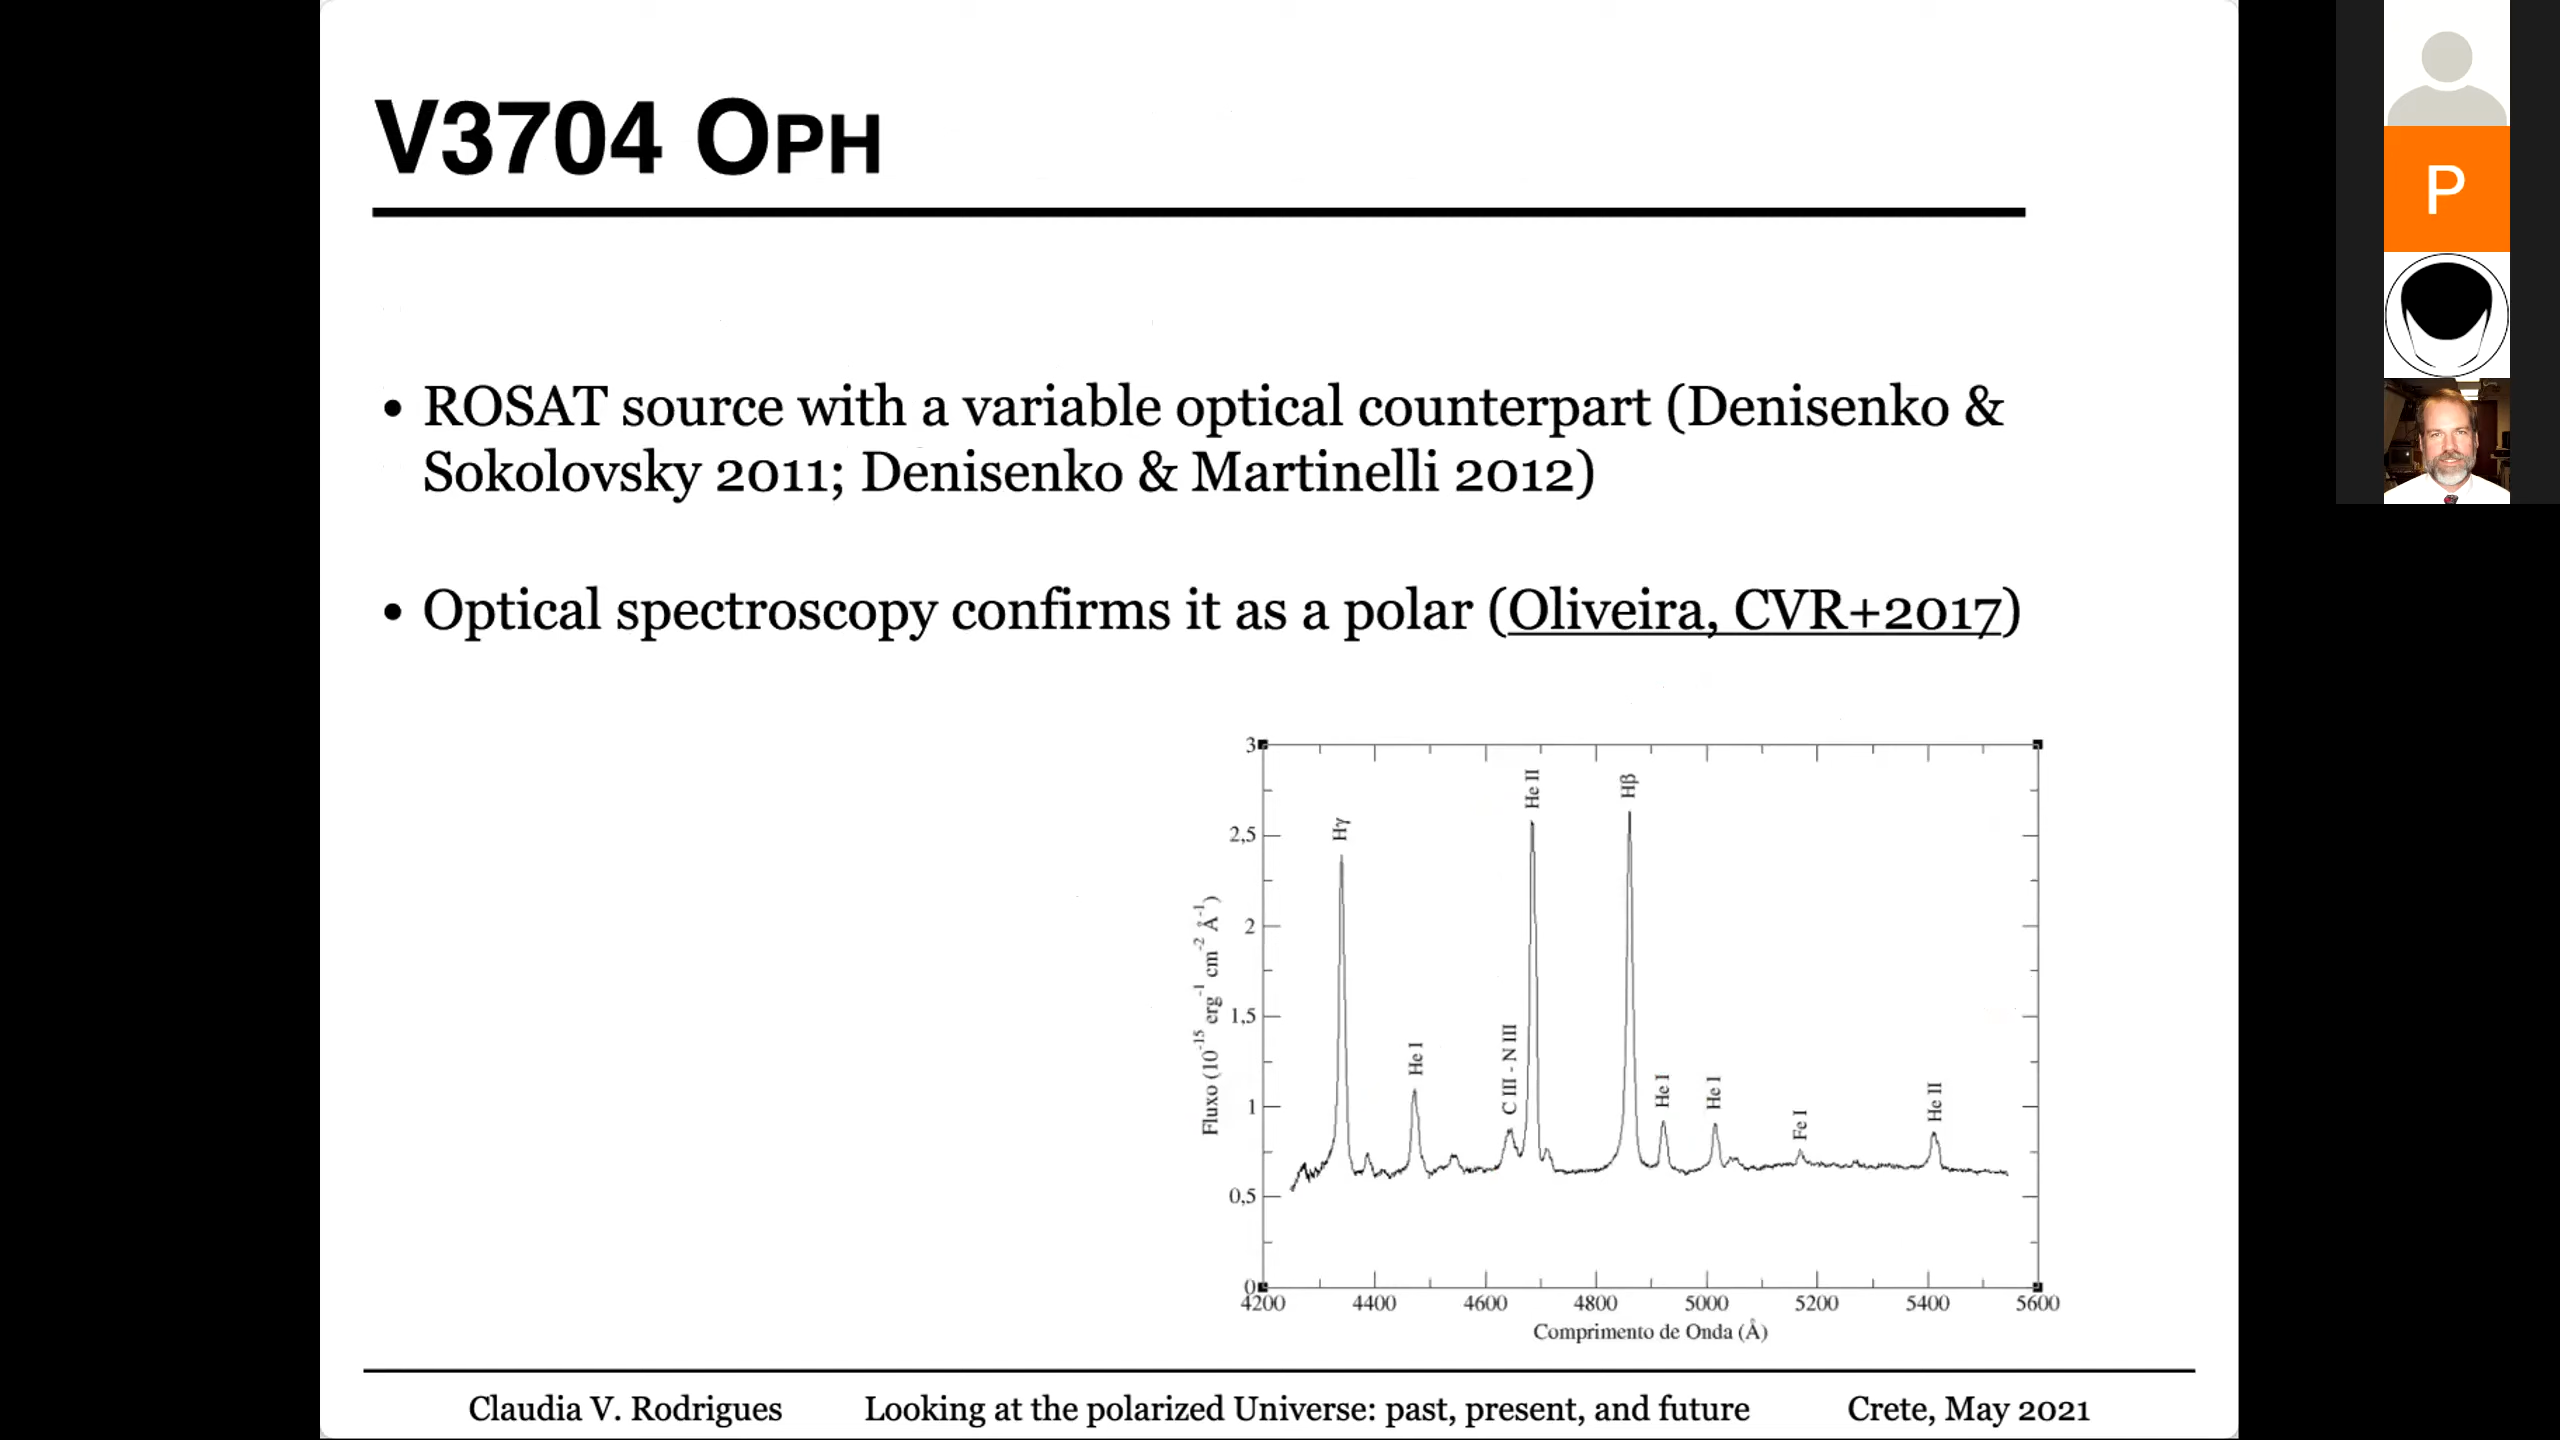 V3704 OPH
• ROSAT source with a variable optical counterpart (Denisenko &
Sokolovsky 2011; Denisenko & Martinelli 2012)
• Optical spectroscopy confirms it as a polar (Oliveira, CVR+2017)
Fluxo (10⁻¹⁵ erg⁻¹ cm⁻² Å⁻¹)
3
2,5
2
1,5
1
0,5
0
Hγ
He I
C III - N III
He II
Hβ
He I
He I
Fe I
He II
4200 4400 4600 4800 5000 5200 5400 5600
Comprimento de Onda (Å)
Claudia V. Rodrigues Looking at the polarized Universe: past, present, and future Crete, May 2021
P